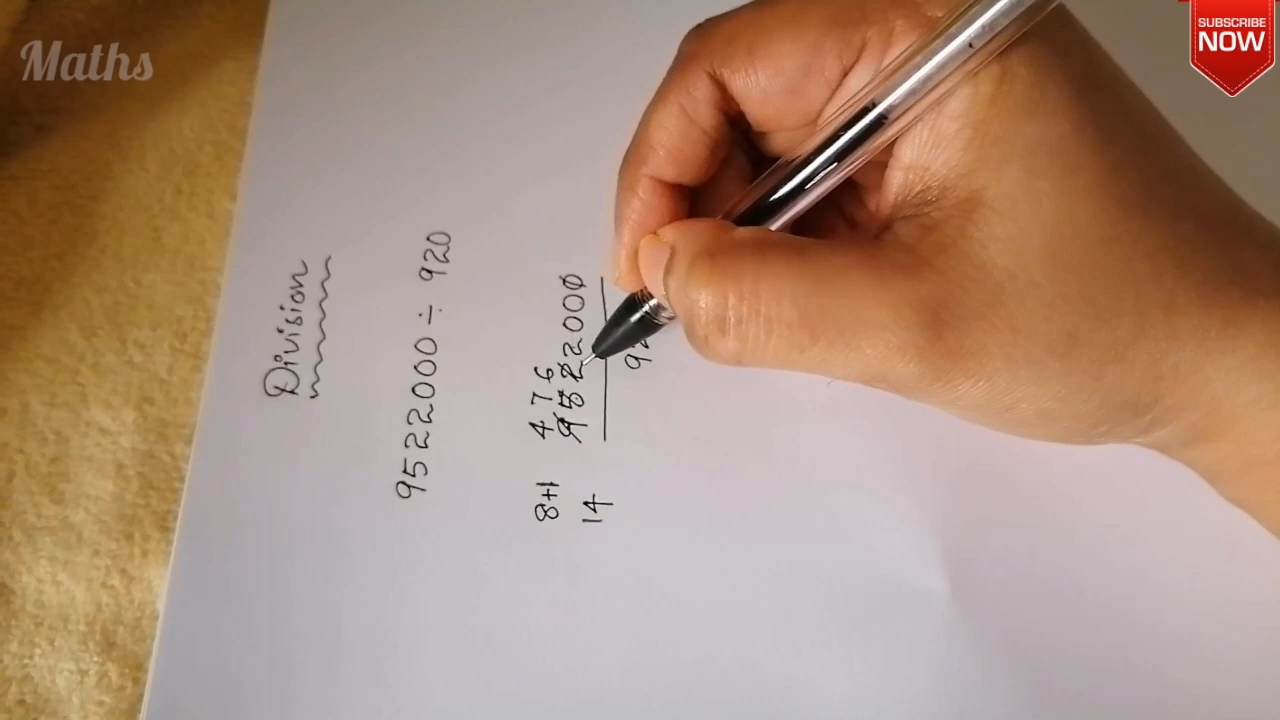 Maths
SUBSCRIBE
NOW
Division
9522000 ÷ 920
8+1 4 7 6
14 9522000